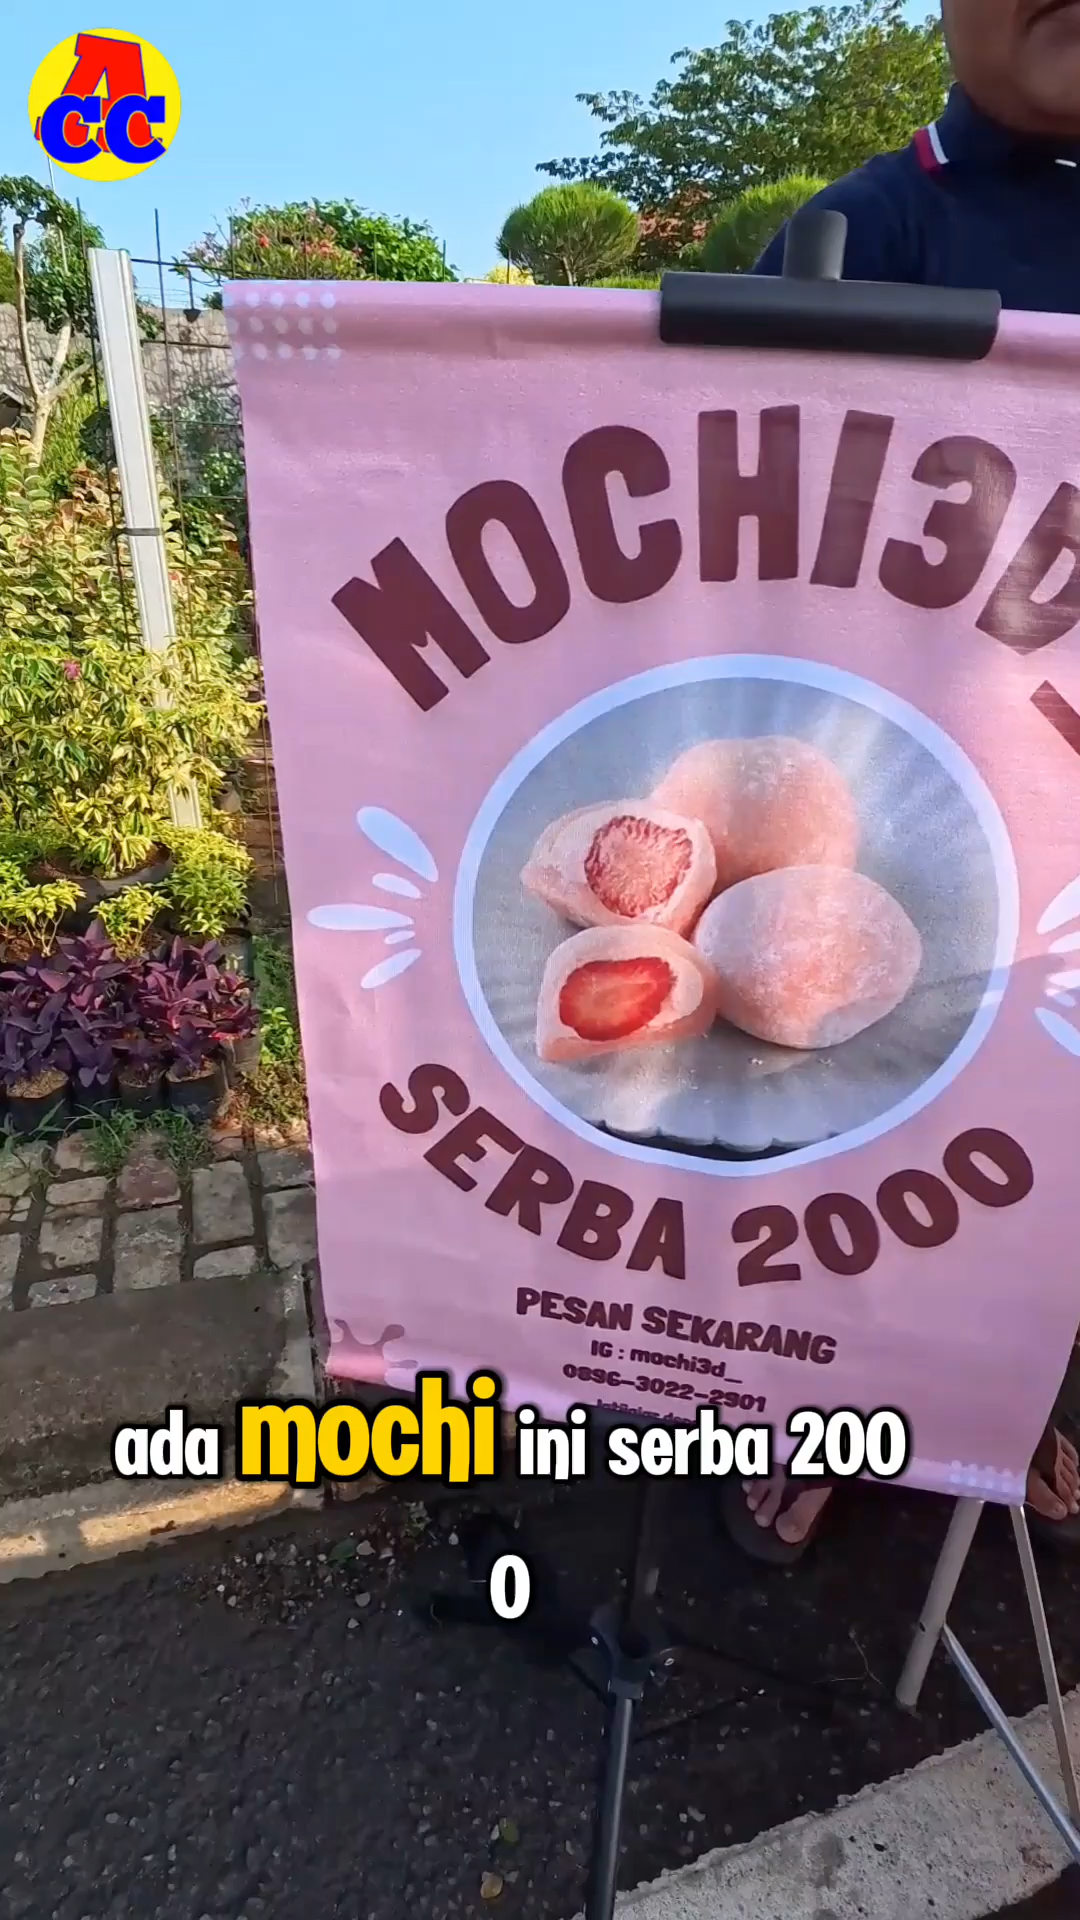 ACC
MOCHI3D
SERBA 2000
PESAN SEKARANG
IG : mochi3d_
0896-3022-2901
ada mochi ini serba 200
0